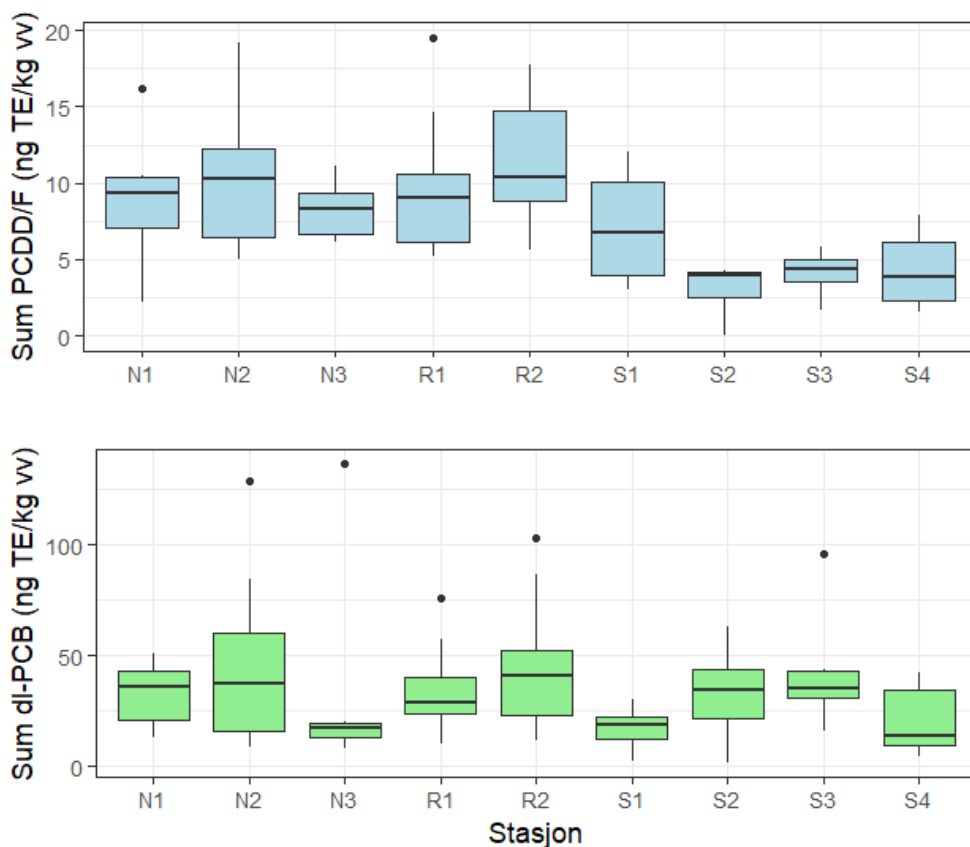 Sum PCDD/F (ng TE/kg vv)
20
15
10
5
0
N1 N2 N3 R1 R2 S1 S2 S3 S4
Sum dl-PCB (ng TE/kg vv)
100
50
0
N1 N2 N3 R1 R2 S1 S2 S3 S4
Stasjon